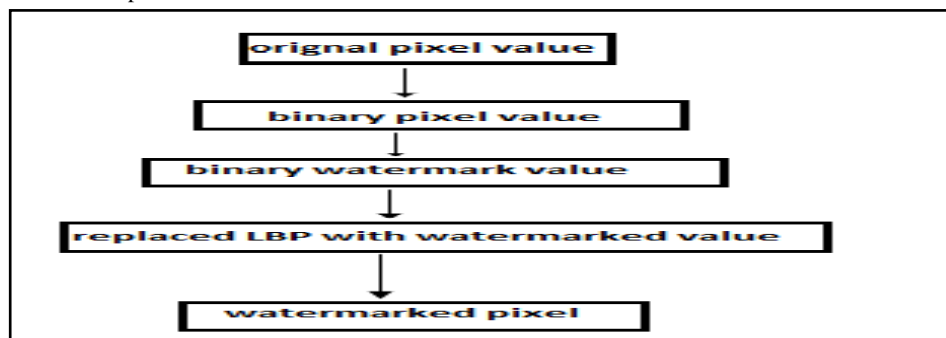 orignal pixel value
binary pixel value
binary watermark value
replaced LBP with watermarked value
watermarked pixel